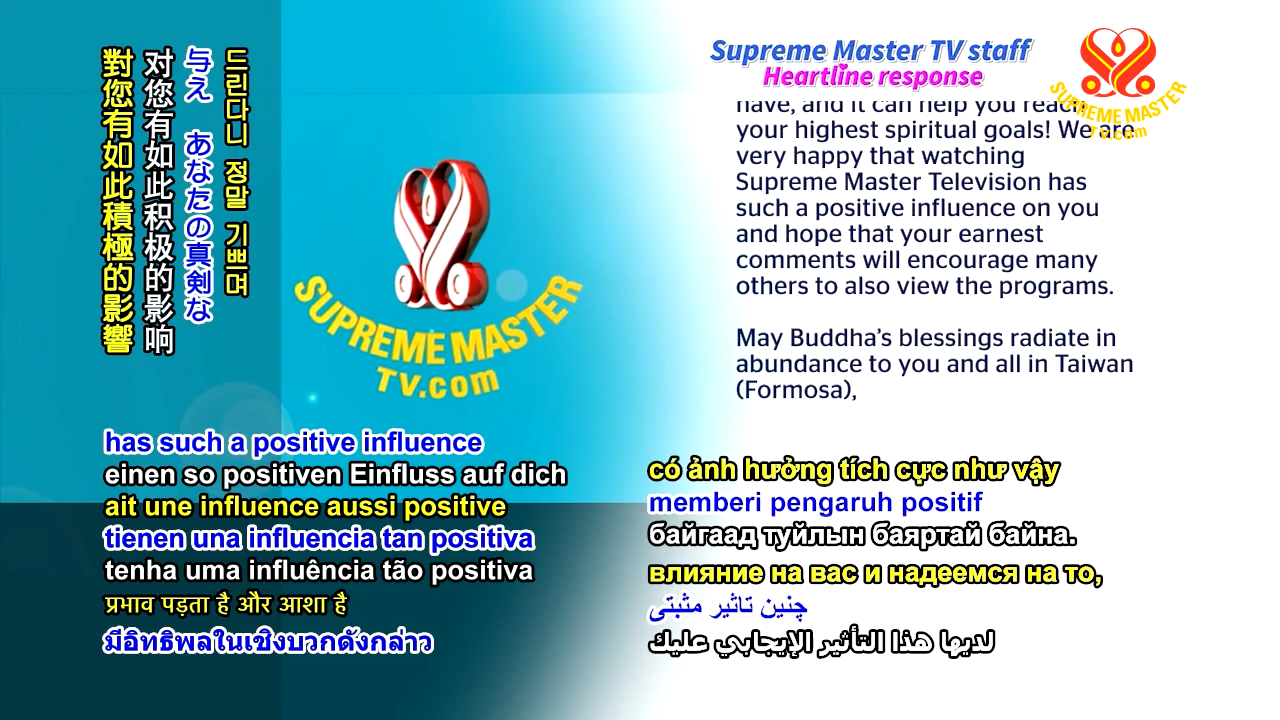 對您有如此積極的影響
对您有如此积极的影响
与え あなたの真剣な
드린다니 정말 기쁘며
SUPREME MASTER
TV.com
Supreme Master TV staff
Heartline response
SUPREME MASTER
TV.com
have, and it can help you reach
your highest spiritual goals! We are
very happy that watching
Supreme Master Television has
such a positive influence on you
and hope that your earnest
comments will encourage many
others to also view the programs.
May Buddha’s blessings radiate in
abundance to you and all in Taiwan
(Formosa),
has such a positive influence
einen so positiven Einfluss auf dich
ait une influence aussi positive
tienen una influencia tan positiva
tenha uma influência tão positiva
प्रभाव पड़ता है और आशा है
มีอิทธิพลในเชิงบวกดังกล่าว
có ảnh hưởng tích cực như vậy
memberi pengaruh positif
байгаад туйлын баяртай байна.
влияние на вас и надеемся на то,
چنین تاثیر مثبتی
لديها هذا التأثير الإيجابي عليك